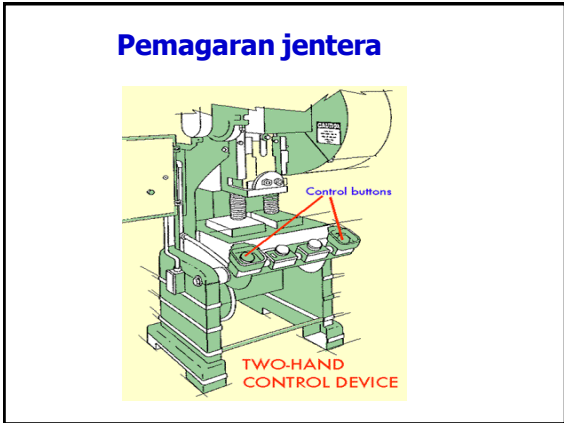 Pemagaran jentera
Control buttons
TWO-HAND
CONTROL DEVICE